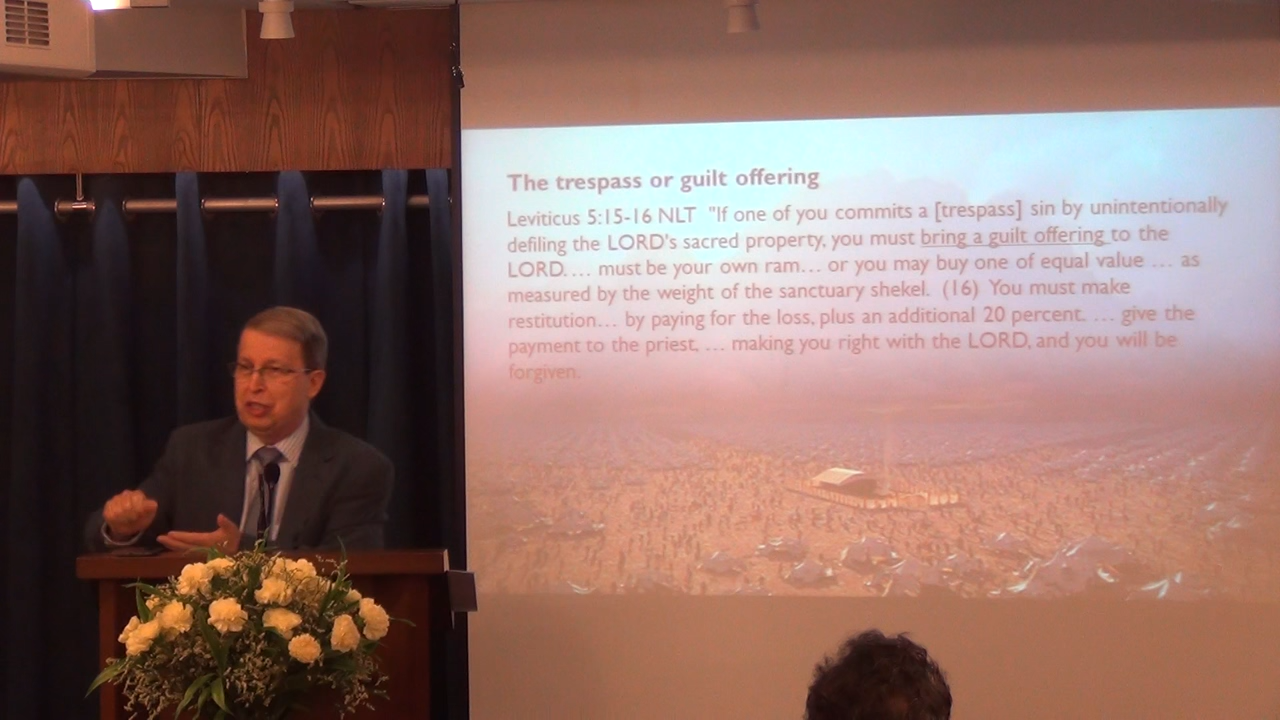 The trespass or guilt offering
Leviticus 5:15-16 NLT "If one of you commits a [trespass] sin by unintentionally
defiling the LORD's sacred property, you must bring a guilt offering to the
LORD. … must be your own ram… or you may buy one of equal value … as
measured by the weight of the sanctuary shekel. (16) You must make
restitution… by paying for the loss, plus an additional 20 percent. … give the
payment to the priest, … making you right with the LORD, and you will be
forgiven.